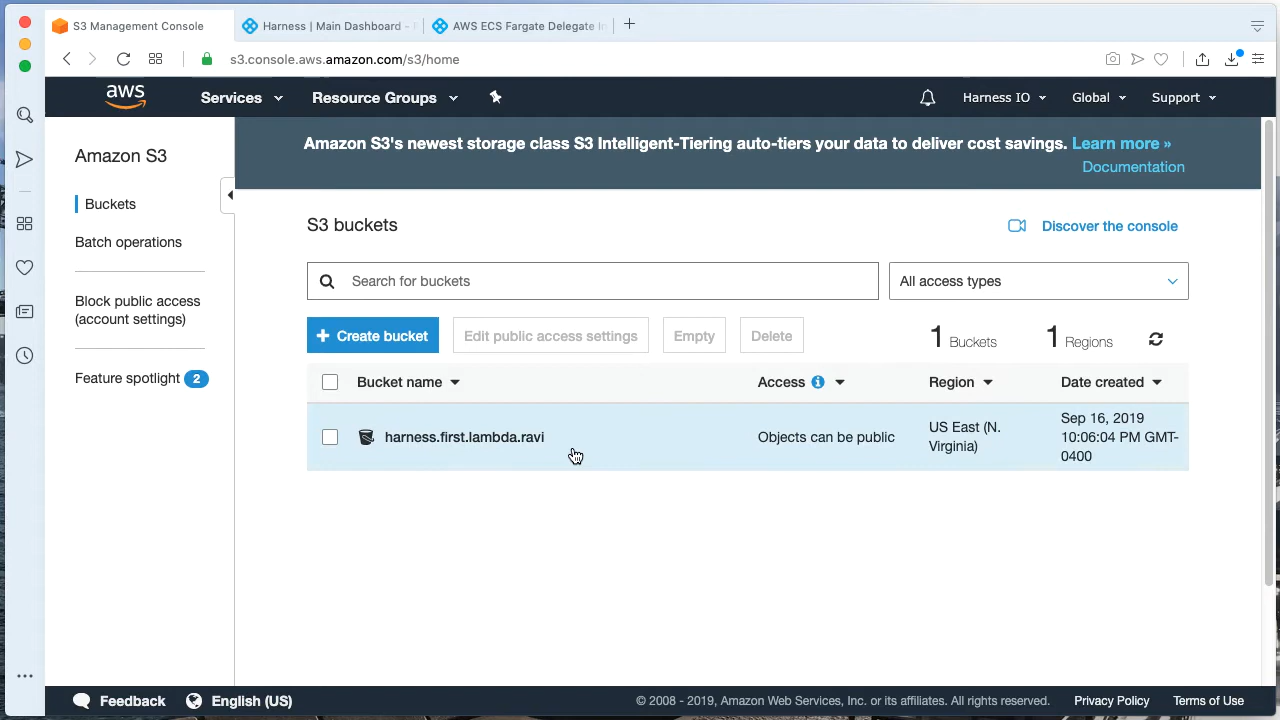 S3 Management Console
Harness | Main Dashboard –
AWS ECS Fargate Delegate
s3.console.aws.amazon.com/s3/home
aws
Services
Resource Groups
Harness IO
Global
Support
Amazon S3
Buckets
Batch operations
Block public access
(account settings)
Feature spotlight 2
Amazon S3's newest storage class S3 Intelligent-Tiering auto-tiers your data to deliver cost savings. Learn more »
Documentation
S3 buckets
Discover the console
Search for buckets
All access types
+ Create bucket
Edit public access settings
Empty
Delete
1 Buckets
1 Regions
Bucket name
Access
Region
Date created
harness.first.lambda.ravi
Objects can be public
US East (N.
Virginia)
Sep 16, 2019
10:06:04 PM GMT-
0400
Feedback
English (US)
© 2008 - 2019, Amazon Web Services, Inc. or its affiliates. All rights reserved.
Privacy Policy
Terms of Use